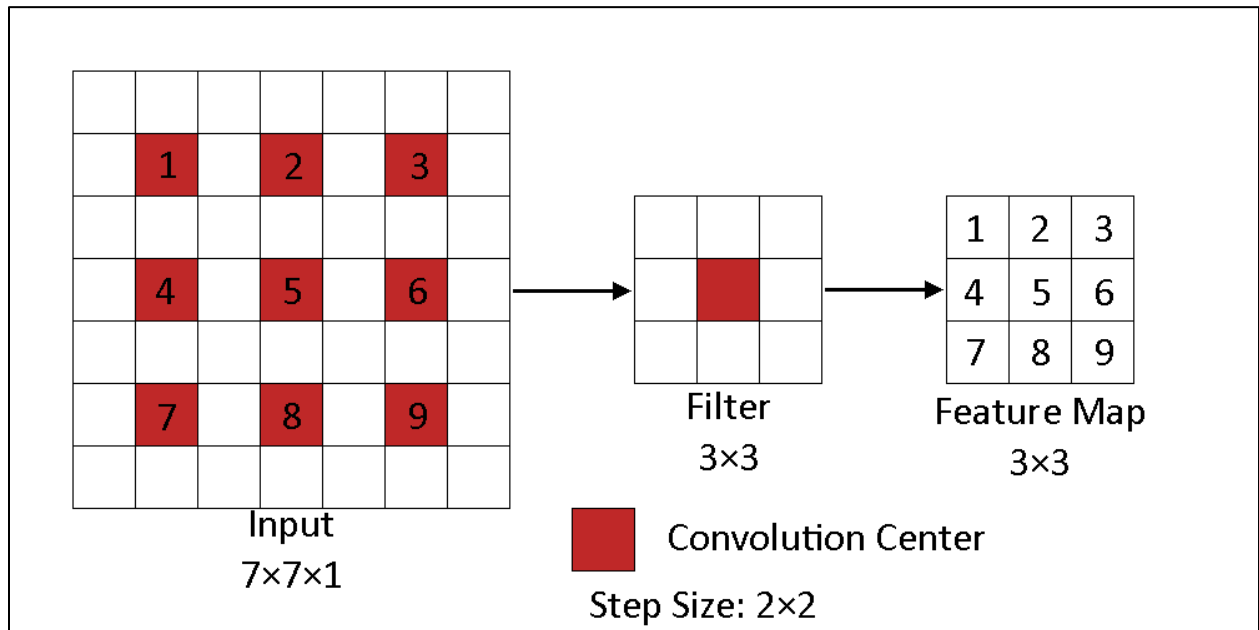 1 2 3
4 5 6
7 8 9
Input
7×7×1
Filter
3×3
1 2 3
4 5 6
7 8 9
Feature Map
3×3
Convolution Center
Step Size: 2×2